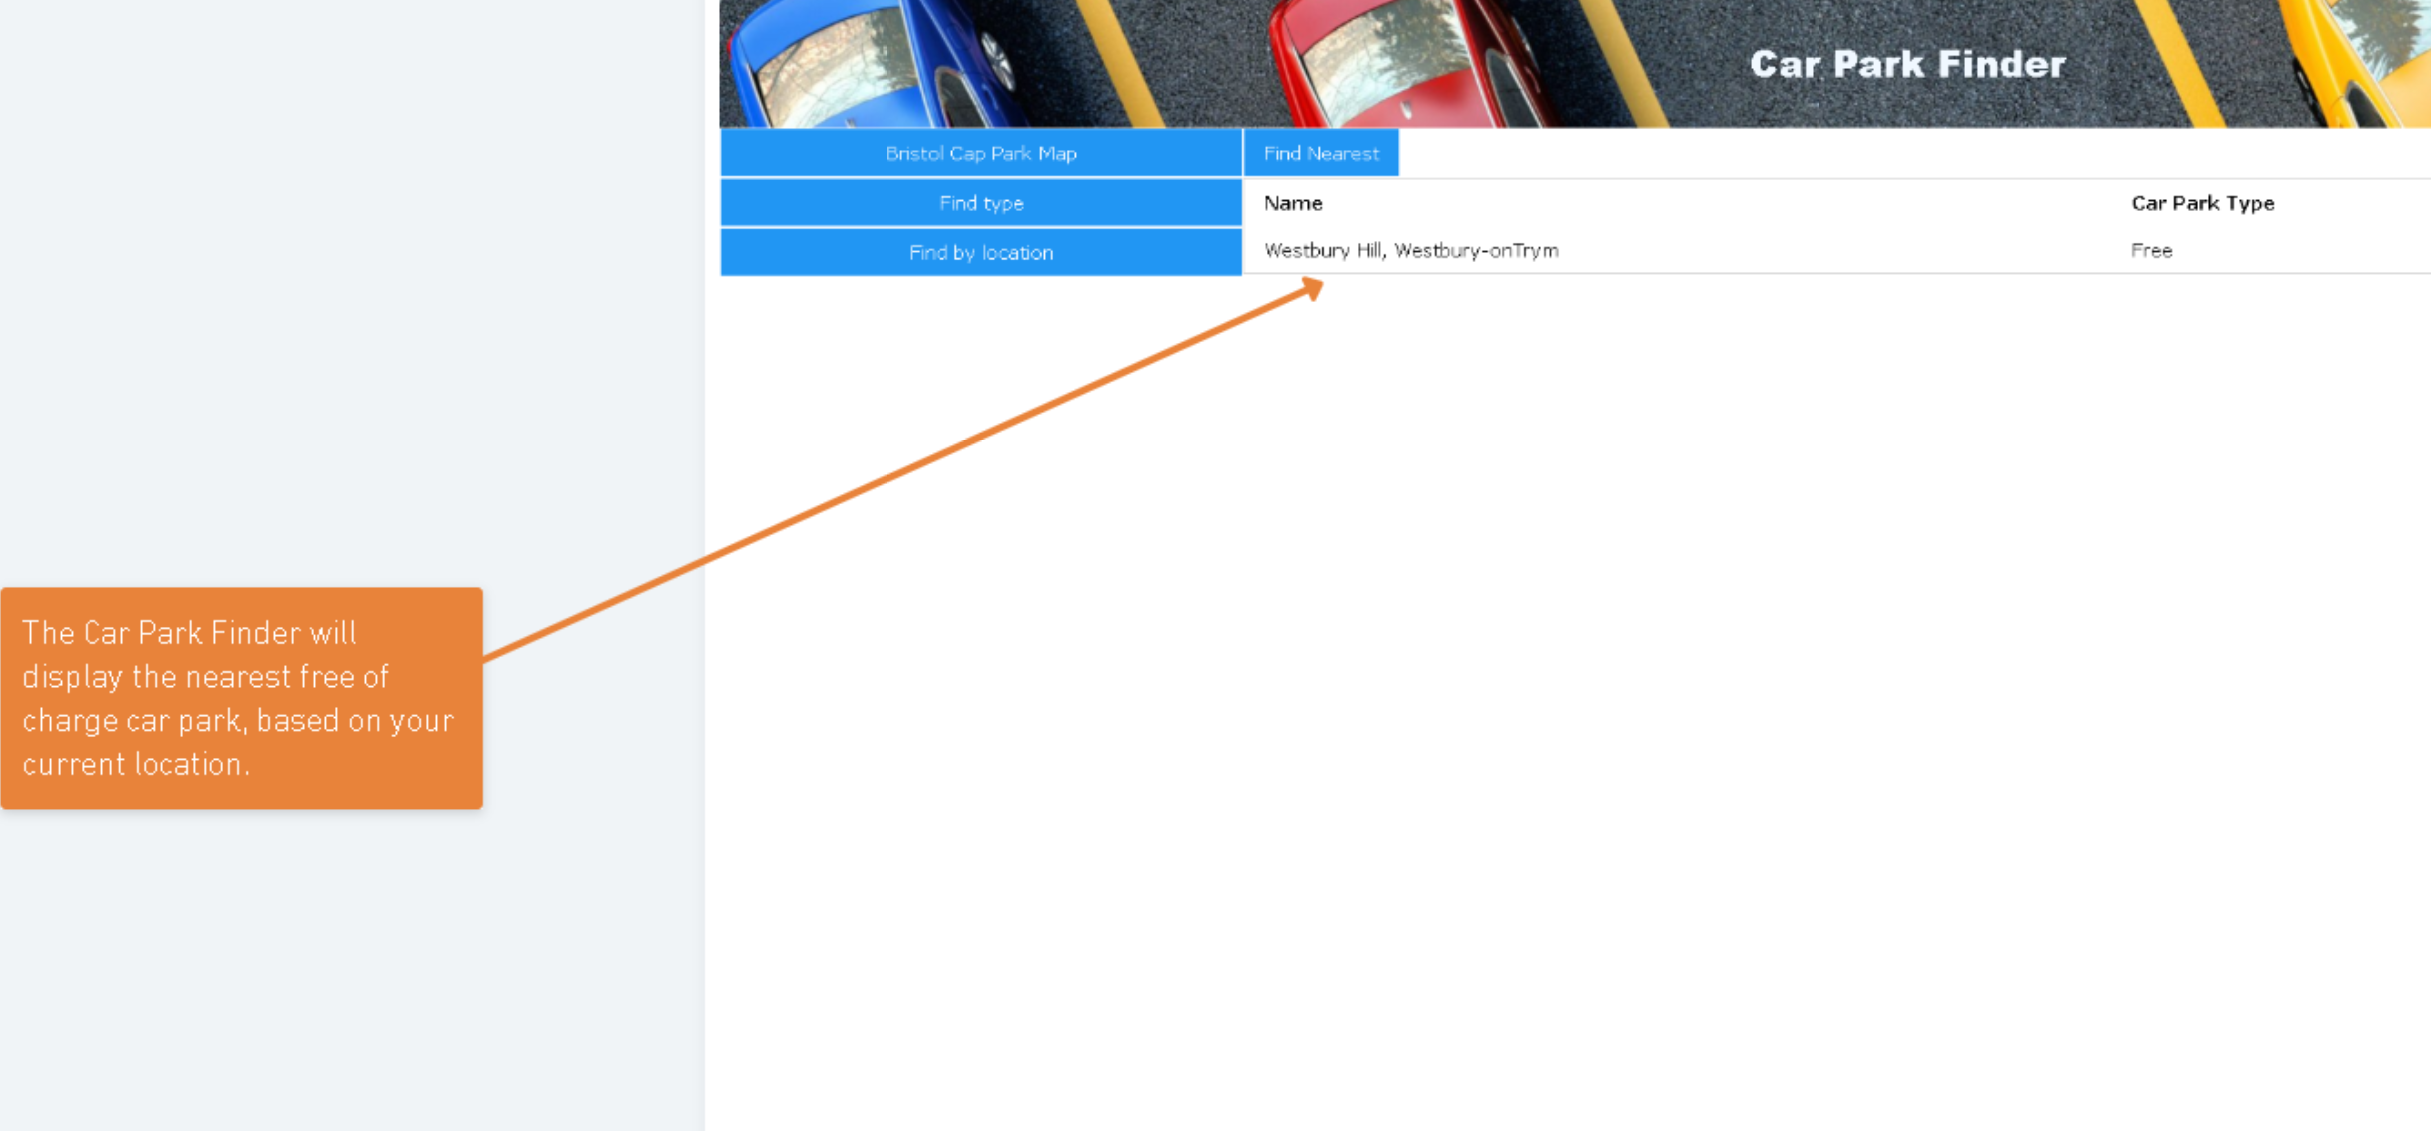 Car Park Finder
Bristol Cap Park Map
Find Nearest
Find type
Name
Car Park Type
Find by location
Westbury Hill, Westbury-onTrym
Free
The Car Park Finder will
display the nearest free of
charge car park, based on your
current location.